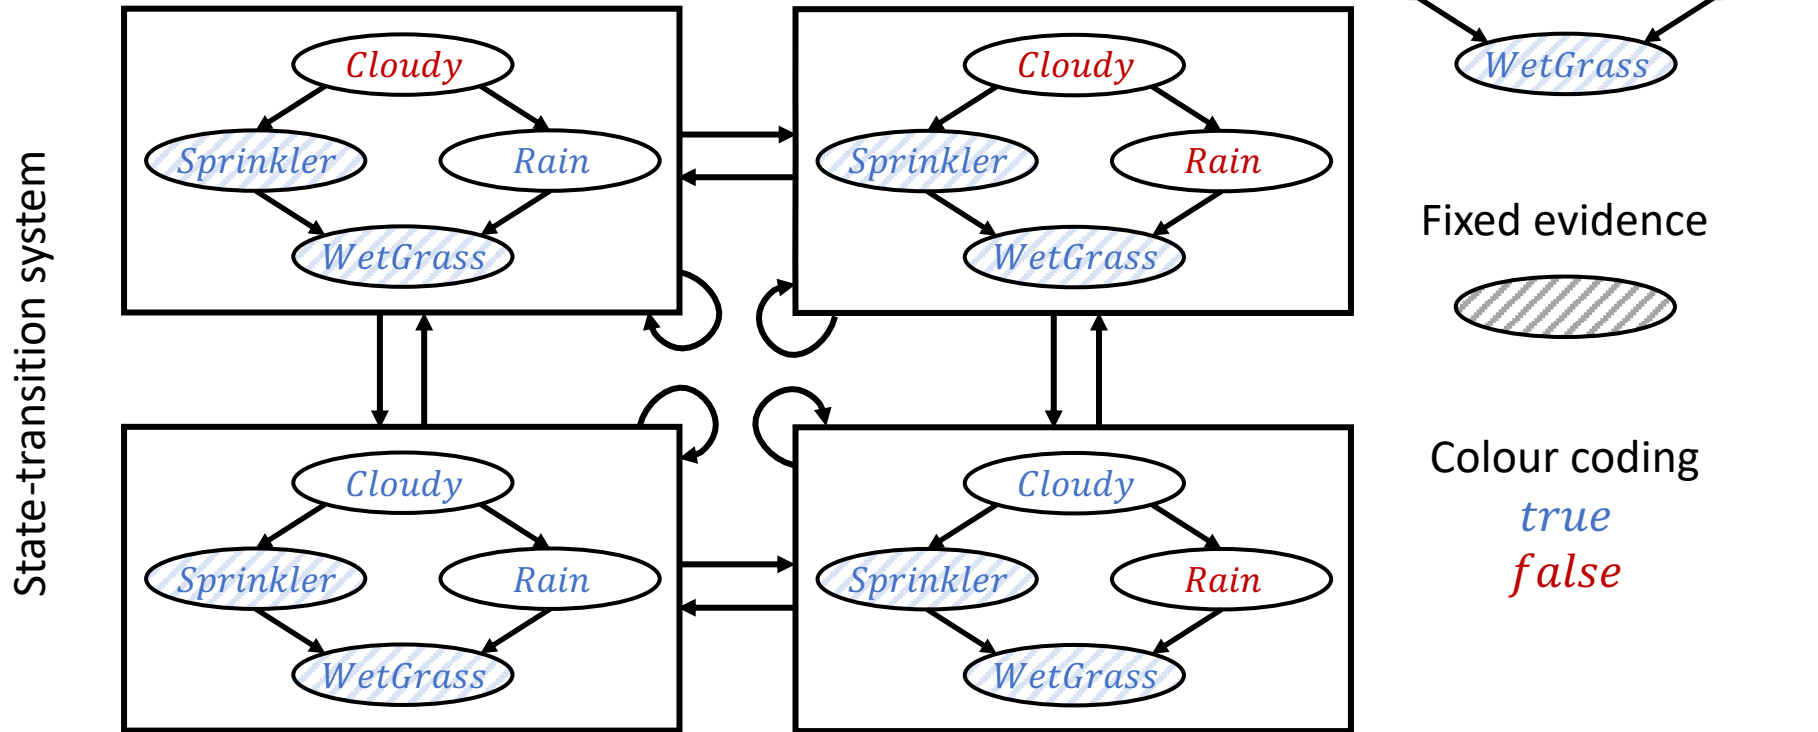 State-transition system
Cloudy
Sprinkler
Rain
WetGrass
Cloudy
Sprinkler
Rain
WetGrass
Cloudy
Sprinkler
Rain
WetGrass
Cloudy
Sprinkler
Rain
WetGrass
WetGrass
Fixed evidence
Colour coding
true
false